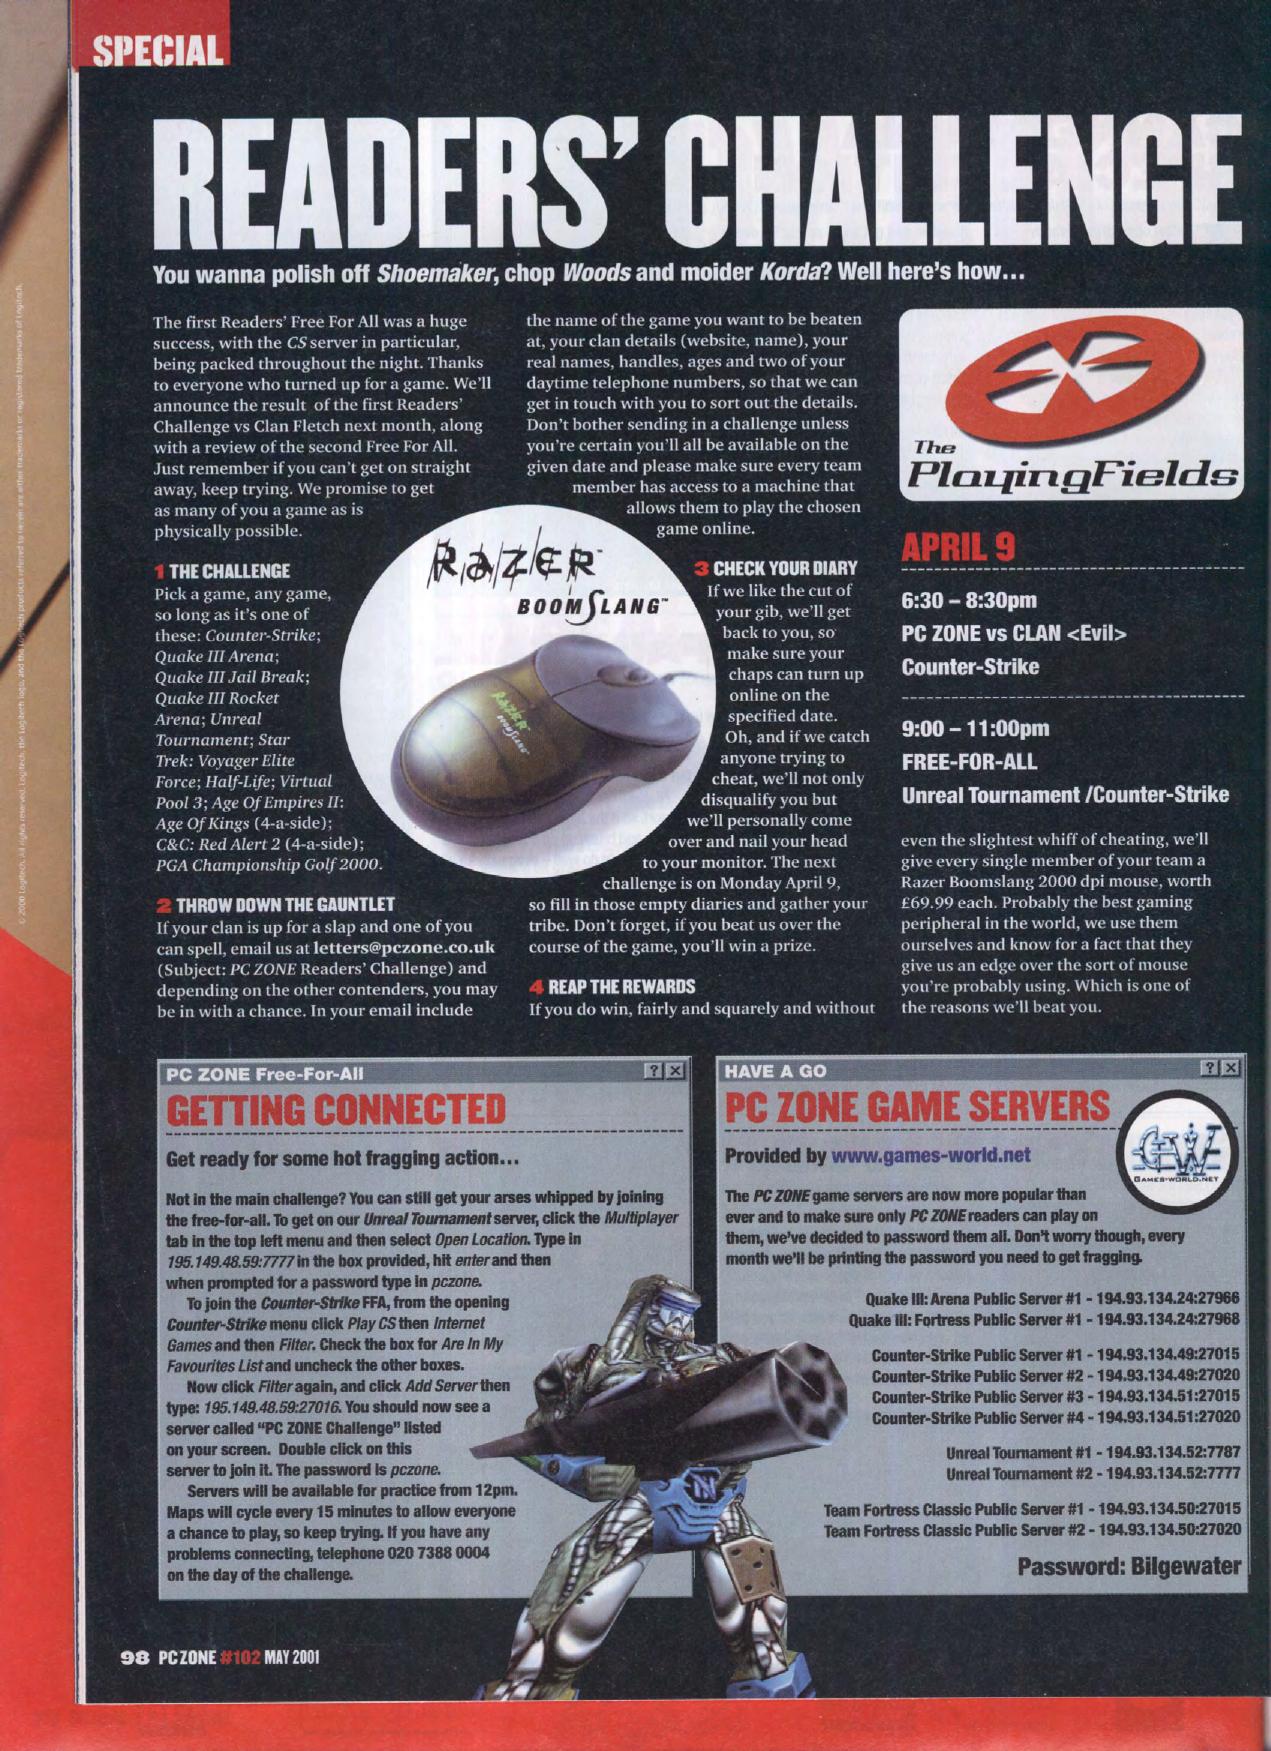 SPECIAL
READERS' CHALLENGE
You wanna polish off Shoemaker, chop Woods and moider Korda? Well here's how...
The first Readers' Free For All was a huge
success, with the CS server in particular,
being packed throughout the night. Thanks
to everyone who turned up for a game. We'll
announce the result of the first Readers'
Challenge vs Clan Fletch next month, along
with a review of the second Free For All.
Just remember if you can't get on straight
away, keep trying. We promise to get
as many of you a game as is
physically possible.
1 THE CHALLENGE
Pick a game, any game,
so long as it's one of
these: Counter-Strike;
Quake III Arena;
Quake III Jail Break;
Quake III Rocket
Arena; Unreal
Tournament; Star
Trek: Voyager Elite
Force; Half-Life; Virtual
Pool 3; Age Of Empires II:
Age Of Kings (4-a-side);
C&C: Red Alert 2 (4-a-side);
PGA Championship Golf 2000.
2 THROW DOWN THE GAUNTLET
If your clan is up for a slap and one of you
can spell, email us at letters@pczone.co.uk
(Subject: PC ZONE Readers' Challenge) and
depending on the other contenders, you may
be in with a chance. In your email include
the name of the game you want to be beaten
at, your clan details (website, name), your
real names, handles, ages and two of your
daytime telephone numbers, so that we can
get in touch with you to sort out the details.
Don't bother sending in a challenge unless
you're certain you'll all be available on the
given date and please make sure every team
member has access to a machine that
allows them to play the chosen
game online.
RAZER™
BOOMSLANG™
RAZER
BOOMSLANG
3 CHECK YOUR DIARY
If we like the cut of
your gib, we'll get
back to you, so
make sure your
chaps can turn up
online on the
specified date.
Oh, and if we catch
anyone trying to
cheat, we'll not only
disqualify you but
we'll personally come
over and nail your head
to your monitor. The next
challenge is on Monday April 9,
so fill in those empty diaries and gather your
tribe. Don't forget, if you beat us over the
course of the game, you'll win a prize.
4 REAP THE REWARDS
If you do win, fairly and squarely and without
The
PlayingFields
APRIL 9
6:30 – 8:30pm
PC ZONE vs CLAN <Evil>
Counter-Strike
9:00 – 11:00pm
FREE-FOR-ALL
Unreal Tournament /Counter-Strike
even the slightest whiff of cheating, we'll
give every single member of your team a
Razer Boomslang 2000 dpi mouse, worth
£69.99 each. Probably the best gaming
peripheral in the world, we use them
ourselves and know for a fact that they
give us an edge over the sort of mouse
you're probably using. Which is one of
the reasons we'll beat you.
PC ZONE Free-For-All
GETTING CONNECTED
Get ready for some hot fragging action...
Not in the main challenge? You can still get your arses whipped by joining
the free-for-all. To get on our Unreal Tournament server, click the Multiplayer
tab in the top left menu and then select Open Location. Type in
195.149.48.59:7777 in the box provided, hit enter and then
when prompted for a password type in pczone.
To join the Counter-Strike FFA, from the opening
Counter-Strike menu click Play CS then Internet
Games and then Filter. Check the box for Are In My
Favourites List and uncheck the other boxes.
Now click Filter again, and click Add Server then
type: 195.149.48.59:27016. You should now see a
server called "PC ZONE Challenge" listed
on your screen. Double click on this
server to join it. The password is pczone.
Servers will be available for practice from 12pm.
Maps will cycle every 15 minutes to allow everyone
a chance to play, so keep trying. If you have any
problems connecting, telephone 020 7388 0004
on the day of the challenge.
HAVE A GO
PC ZONE GAME SERVERS
Provided by www.games-world.net
GW
GAMES-WORLD.NET
The PC ZONE game servers are now more popular than
ever and to make sure only PC ZONE readers can play on
them, we've decided to password them all. Don't worry though, every
month we'll be printing the password you need to get fragging.
Quake III: Arena Public Server #1 - 194.93.134.24:27966
Quake III: Fortress Public Server #1 - 194.93.134.24:27968
Counter-Strike Public Server #1 - 194.93.134.49:27015
Counter-Strike Public Server #2 - 194.93.134.49:27020
Counter-Strike Public Server #3 - 194.93.134.51:27015
Counter-Strike Public Server #4 - 194.93.134.51:27020
Unreal Tournament #1 - 194.93.134.52:7787
Unreal Tournament #2 - 194.93.134.52:7777
Team Fortress Classic Public Server #1 - 194.93.134.50:27015
Team Fortress Classic Public Server #2 - 194.93.134.50:27020
Password: Bilgewater
98 PCZONE #102 MAY 2001
© 2000 Logitech. All rights reserved. Logitech, the Logitech logo, and the Logitech products referred to herein are either trademarks or registered trademarks of Logitech.